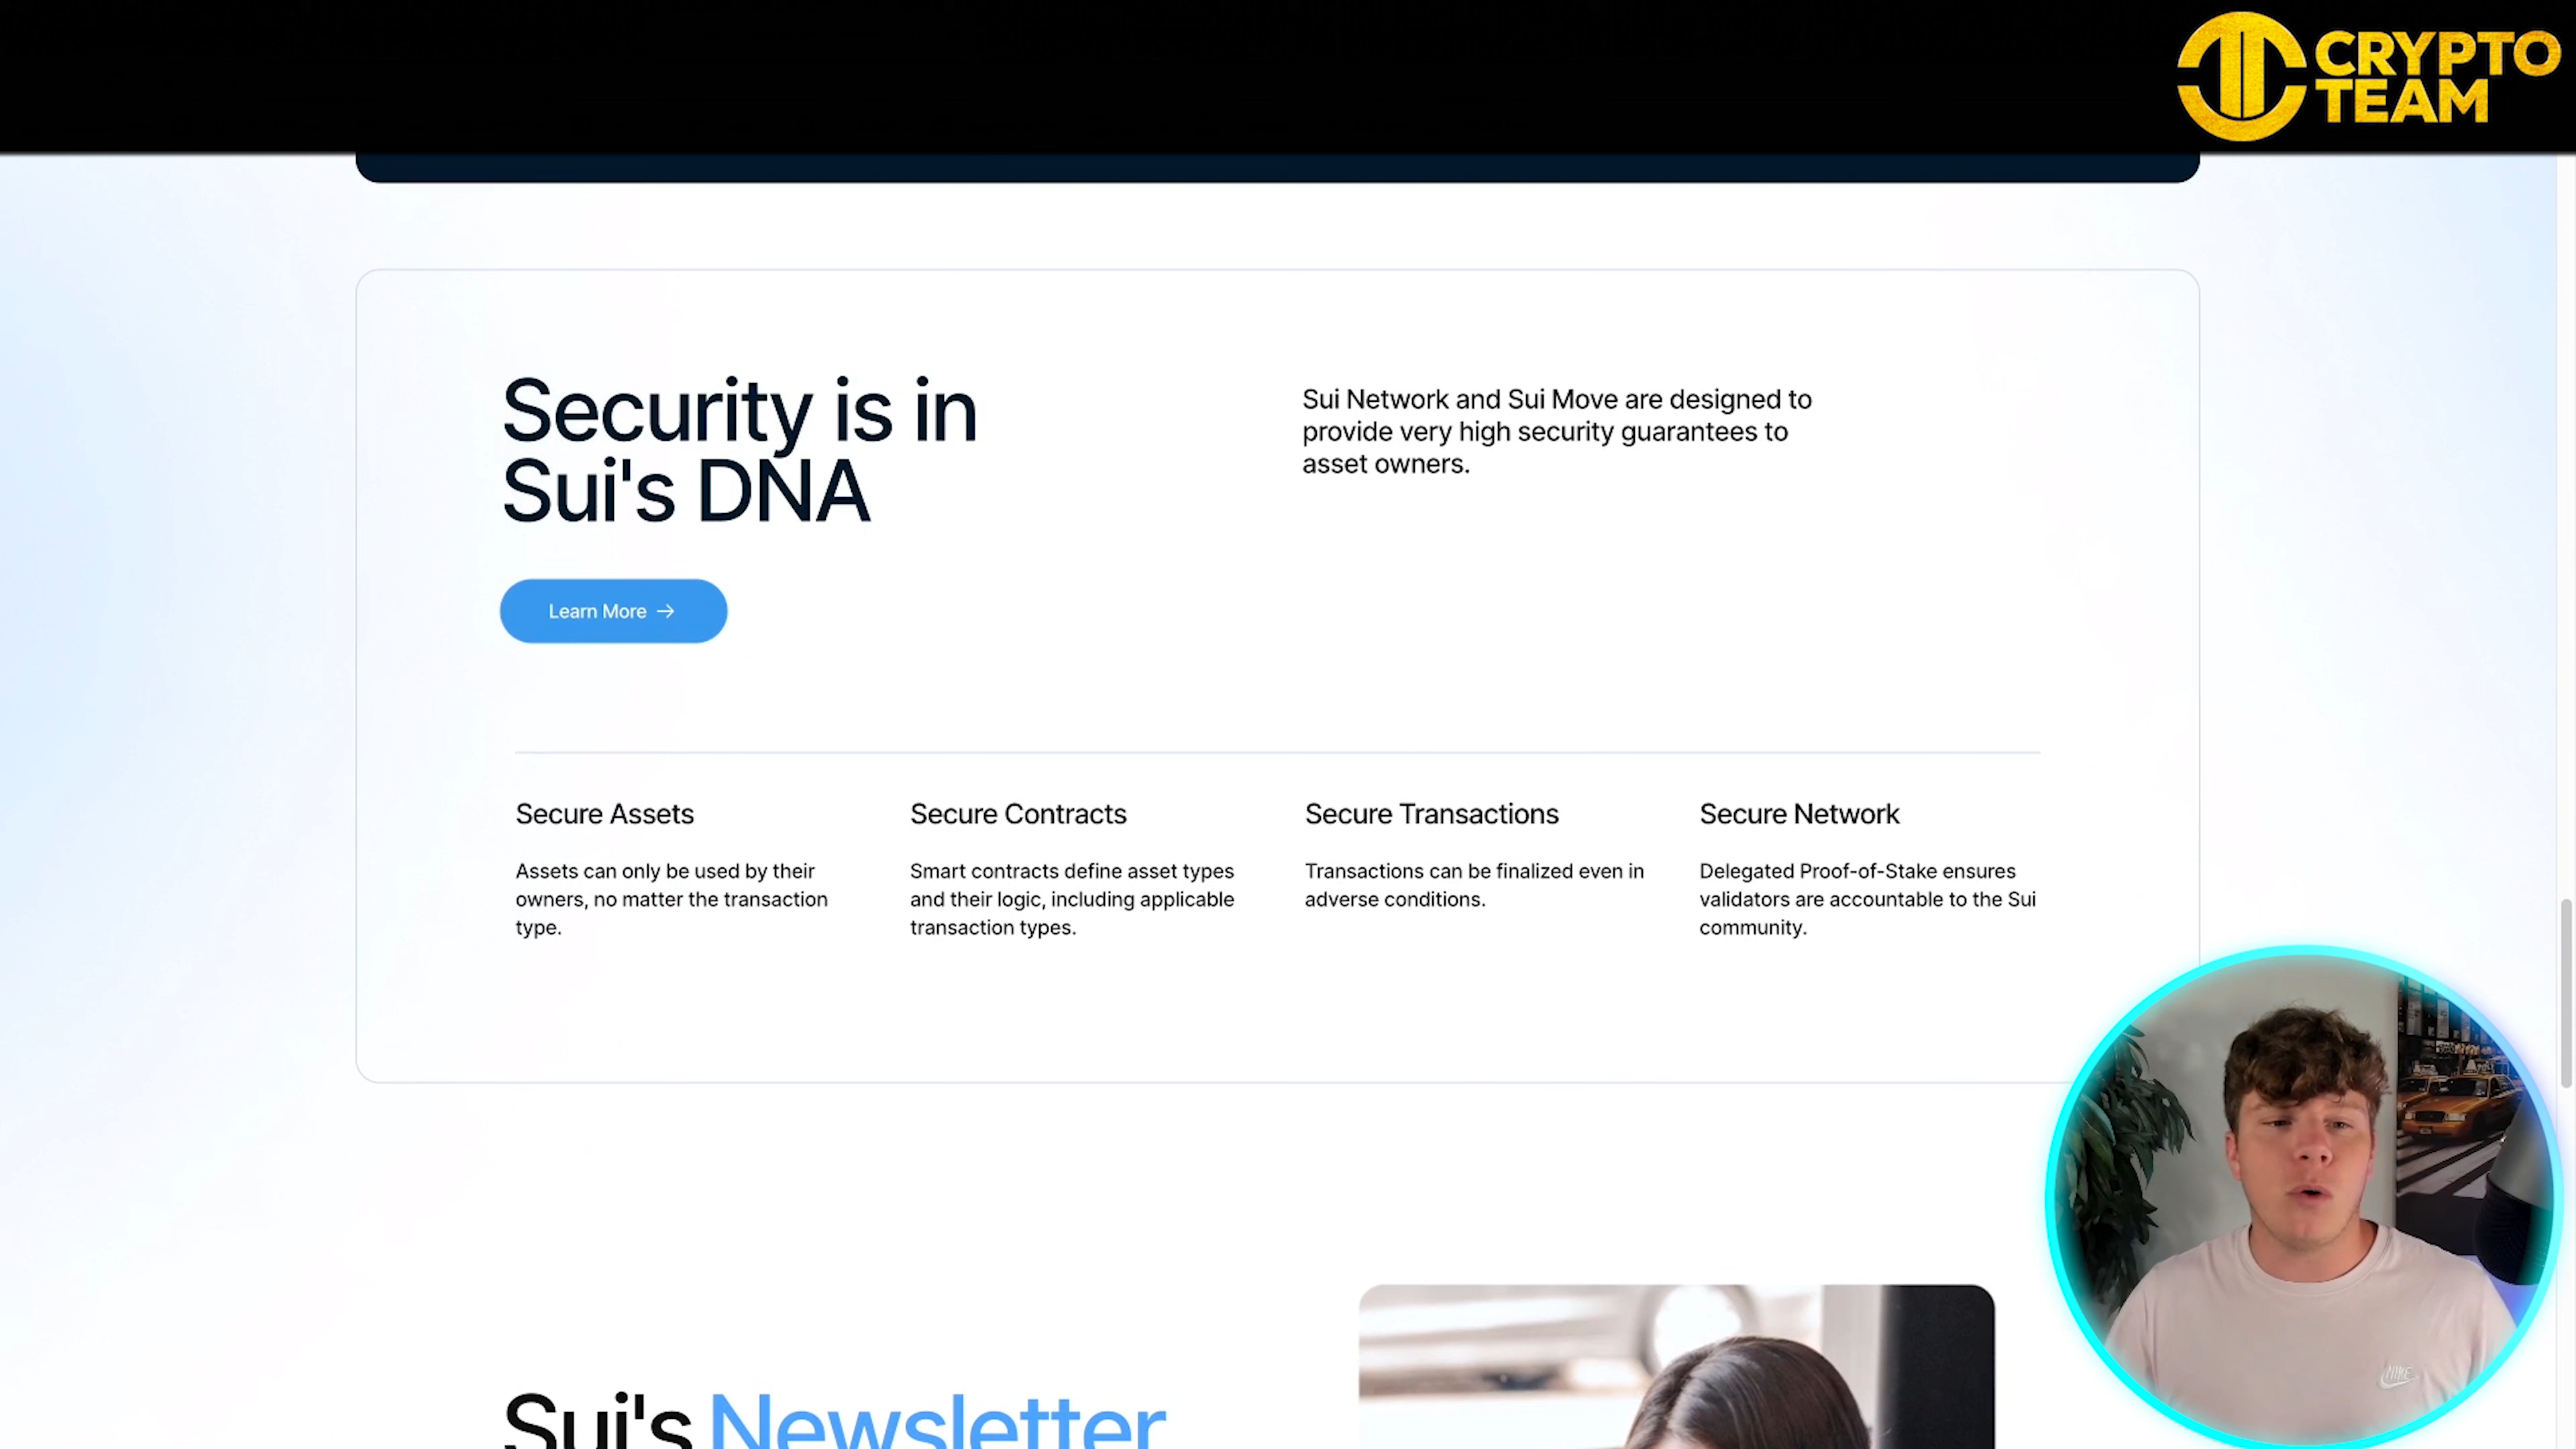 CRYPTO
TEAM
Security is in
Sui's DNA
Sui Network and Sui Move are designed to
provide very high security guarantees to
asset owners.
Learn More →
Secure Assets
Assets can only be used by their
owners, no matter the transaction
type.
Secure Contracts
Smart contracts define asset types
and their logic, including applicable
transaction types.
Secure Transactions
Transactions can be finalized even in
adverse conditions.
Secure Network
Delegated Proof-of-Stake ensures
validators are accountable to the Sui
community.
Sui's Newsletter
NIKE